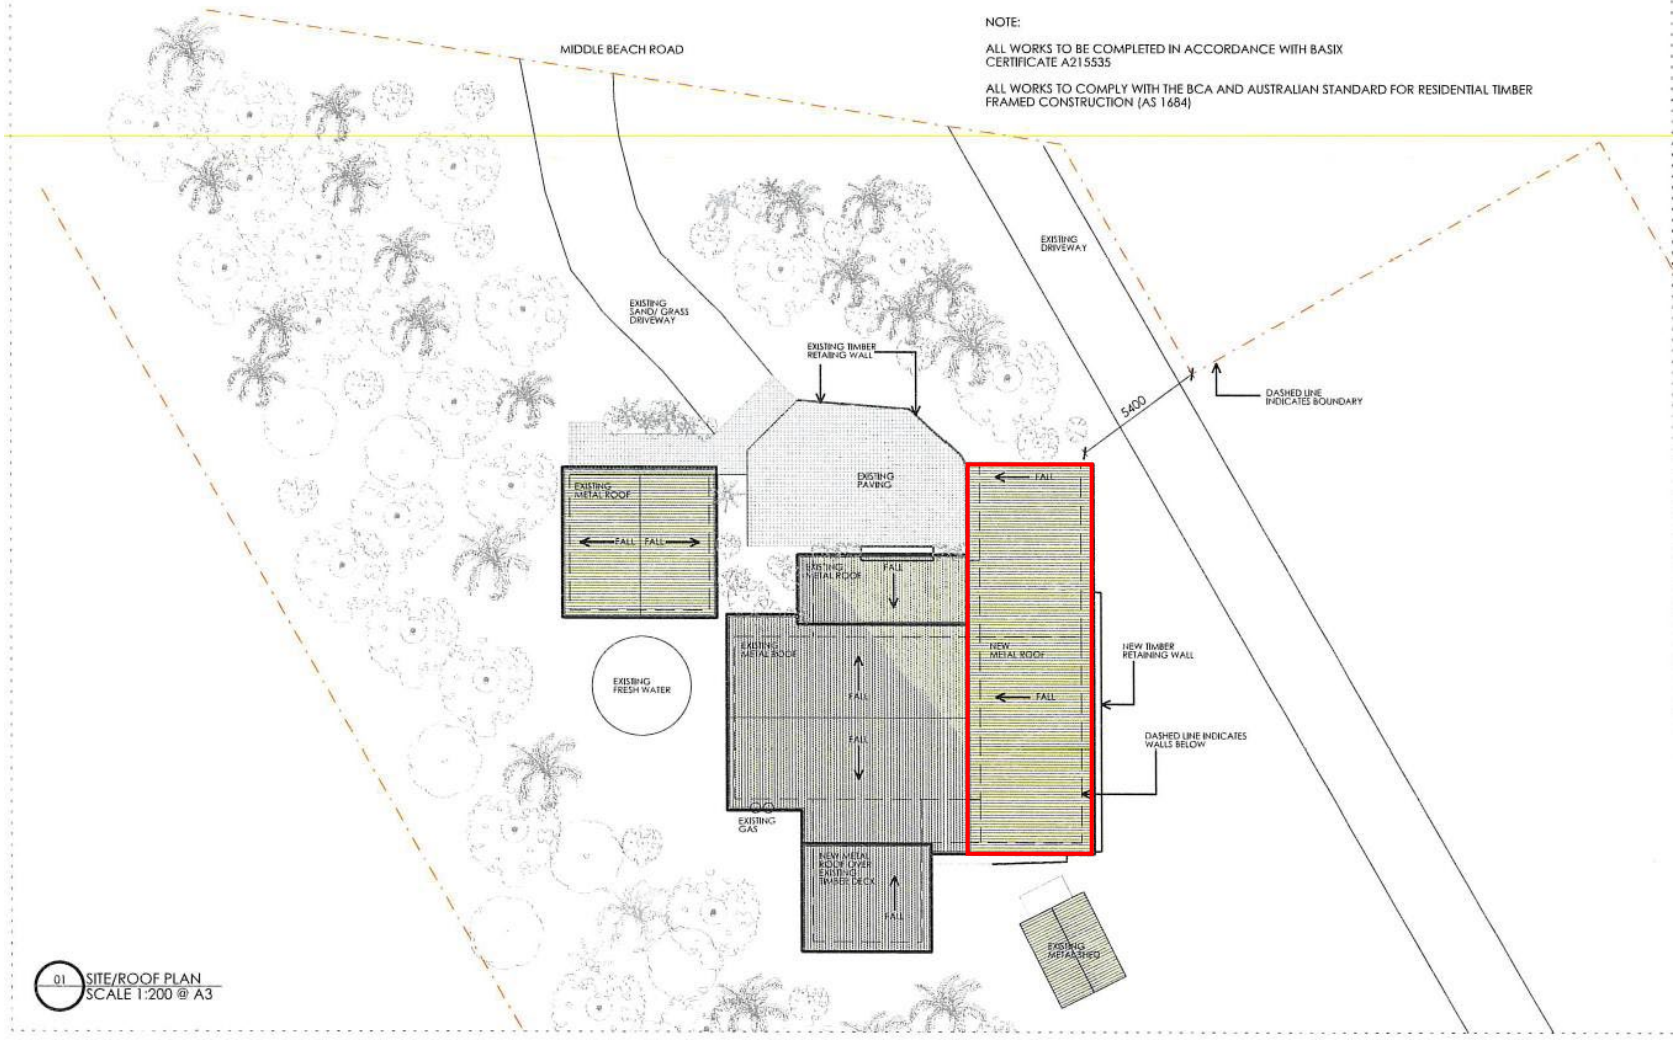 NOTE:
ALL WORKS TO BE COMPLETED IN ACCORDANCE WITH BASIX
CERTIFICATE A215535
ALL WORKS TO COMPLY WITH THE BCA AND AUSTRALIAN STANDARD FOR RESIDENTIAL TIMBER
FRAMED CONSTRUCTION (AS 1684)
MIDDLE BEACH ROAD
EXISTING
DRIVEWAY
EXISTING
SAND/ GRASS
DRIVEWAY
EXISTING TIMBER
RETAING WALL
DASHED LINE
INDICATES BOUNDARY
5400
EXISTING
METAL ROOF
FALL
FALL
EXISTING
PAVING
FALL
EXISTING
METAL ROOF
FALL
EXISTING
METAL ROOF
FALL
FALL
NEW
METAL ROOF
FALL
NEW TIMBER
RETAINING WALL
EXISTING
FRESH WATER
DASHED LINE INDICATES
WALLS BELOW
EXISTING
GAS
NEW METAL
ROOF OVER
EXISTING
TIMBER DECK
FALL
EXISTING
METAL SHED
01
SITE/ROOF PLAN
SCALE 1:200 @ A3